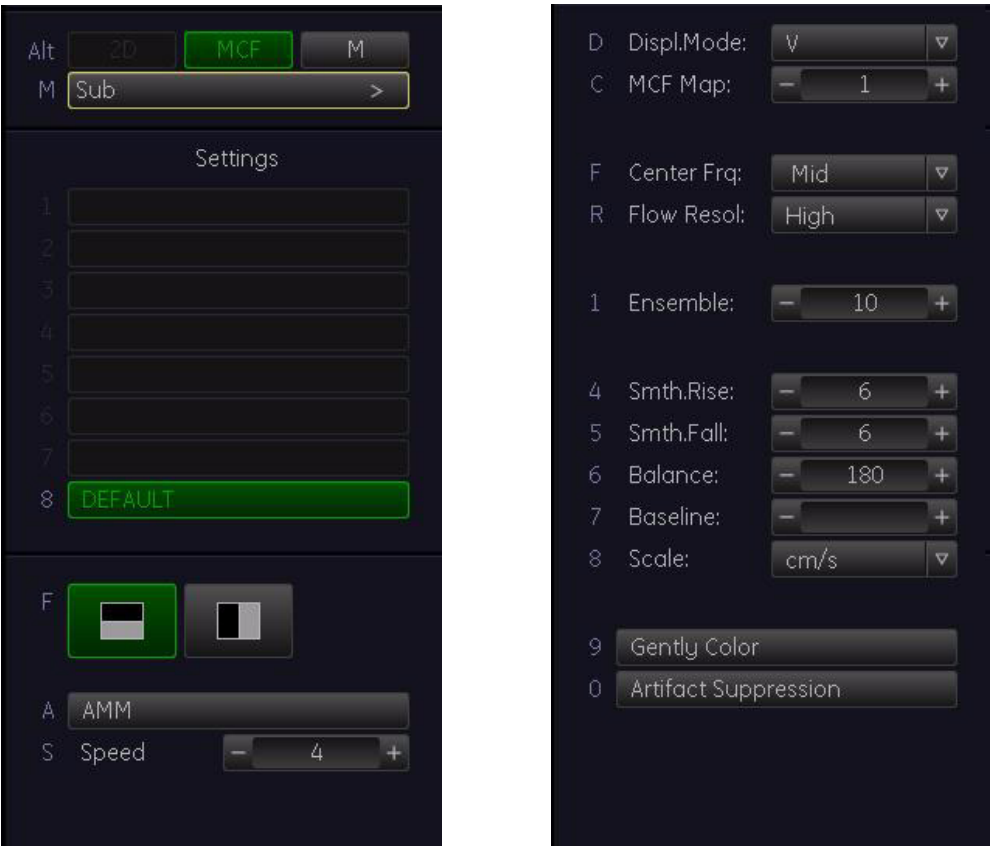 Alt 2D MCF M
M Sub >
Settings
1
2
3
4
5
6
7
8 DEFAULT
F
A AMM
S Speed − 4 +
D Displ.Mode: V
C MCF Map: − 1 +
F Center Frq: Mid
R Flow Resol: High
1 Ensemble: − 10 +
4 Smth.Rise: − 6 +
5 Smth.Fall: − 6 +
6 Balance: − 180 +
7 Baseline: − +
8 Scale: cm/s
9 Gently Color
0 Artifact Suppression